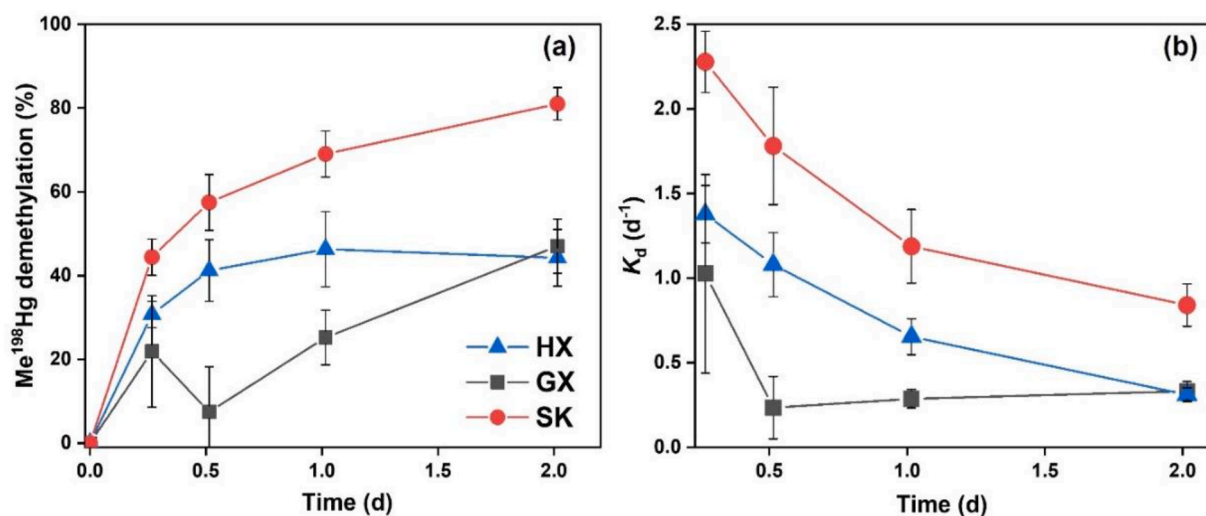 (a)
Me¹⁹⁸Hg demethylation (%)
100
80
60
40
20
0
HX
GX
SK
0.0 0.5 1.0 1.5 2.0
Time (d)
(b)
K_d (d⁻¹)
2.5
2.0
1.5
1.0
0.5
0.0
0.5 1.0 1.5 2.0
Time (d)